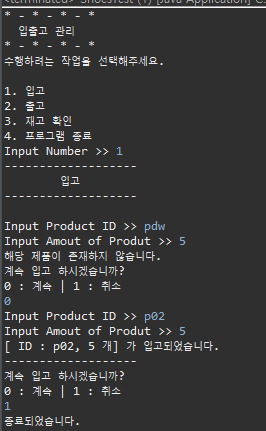 <terminated> ShoesTest (1) [Java Application] C:
* - * - * - *
입출고 관리
* - * - * - *
수행하려는 작업을 선택해주세요.
1. 입고
2. 출고
3. 재고 확인
4. 프로그램 종료
Input Number >> 1
-------------------
입고
-------------------
Input Product ID >> pdw
Input Amout of Produt >> 5
해당 제품이 존재하지 않습니다.
계속 입고 하시겠습니까?
0 : 계속 | 1 : 취소
0
Input Product ID >> p02
Input Amout of Produt >> 5
[ ID : p02, 5 개] 가 입고되었습니다.
-------------------
계속 입고 하시겠습니까?
0 : 계속 | 1 : 취소
1
종료되었습니다.